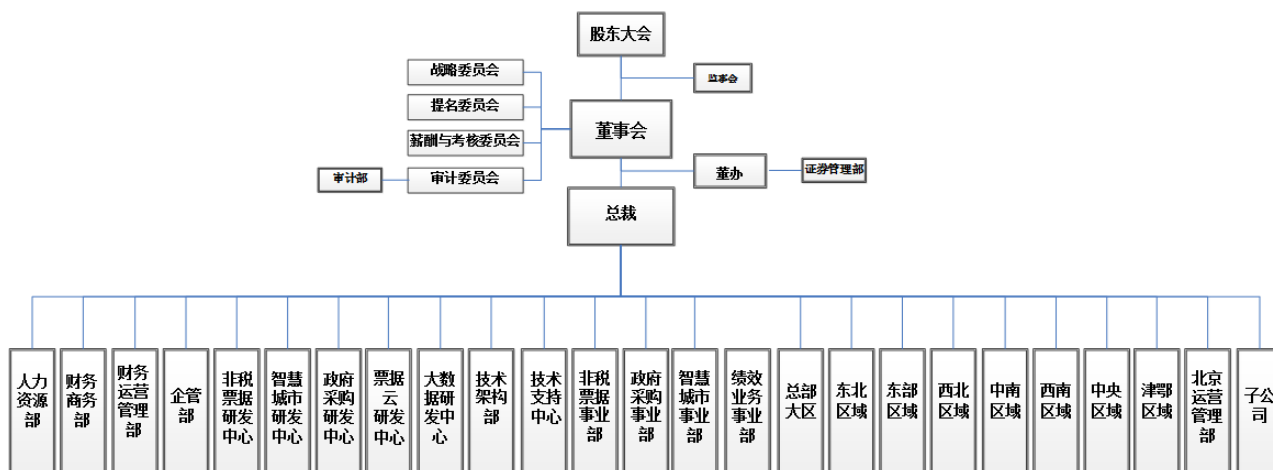 股东大会
监事会
战略委员会
提名委员会
董事会
薪酬与考核委员会
审计部
审计委员会
董办
证券管理部
总裁
人力
资源
部
财务
商务
部
财务
运营
管理
部
企管
部
非税
票据
研发
中心
智慧
城市
研发
中心
政府
采购
研发
中心
票据
云研
发中
心
大数
据研
发中
心
技术
架构
部
技术
支持
中心
非税
票据
事业
部
政府
采购
事业
部
智慧
城市
事业
部
绩效
业务
事业
部
总部
大区
东北
区域
东部
区域
西北
区域
中南
区域
西南
区域
中央
区域
津鄂
区域
北京
运营
管理
部
子公
司